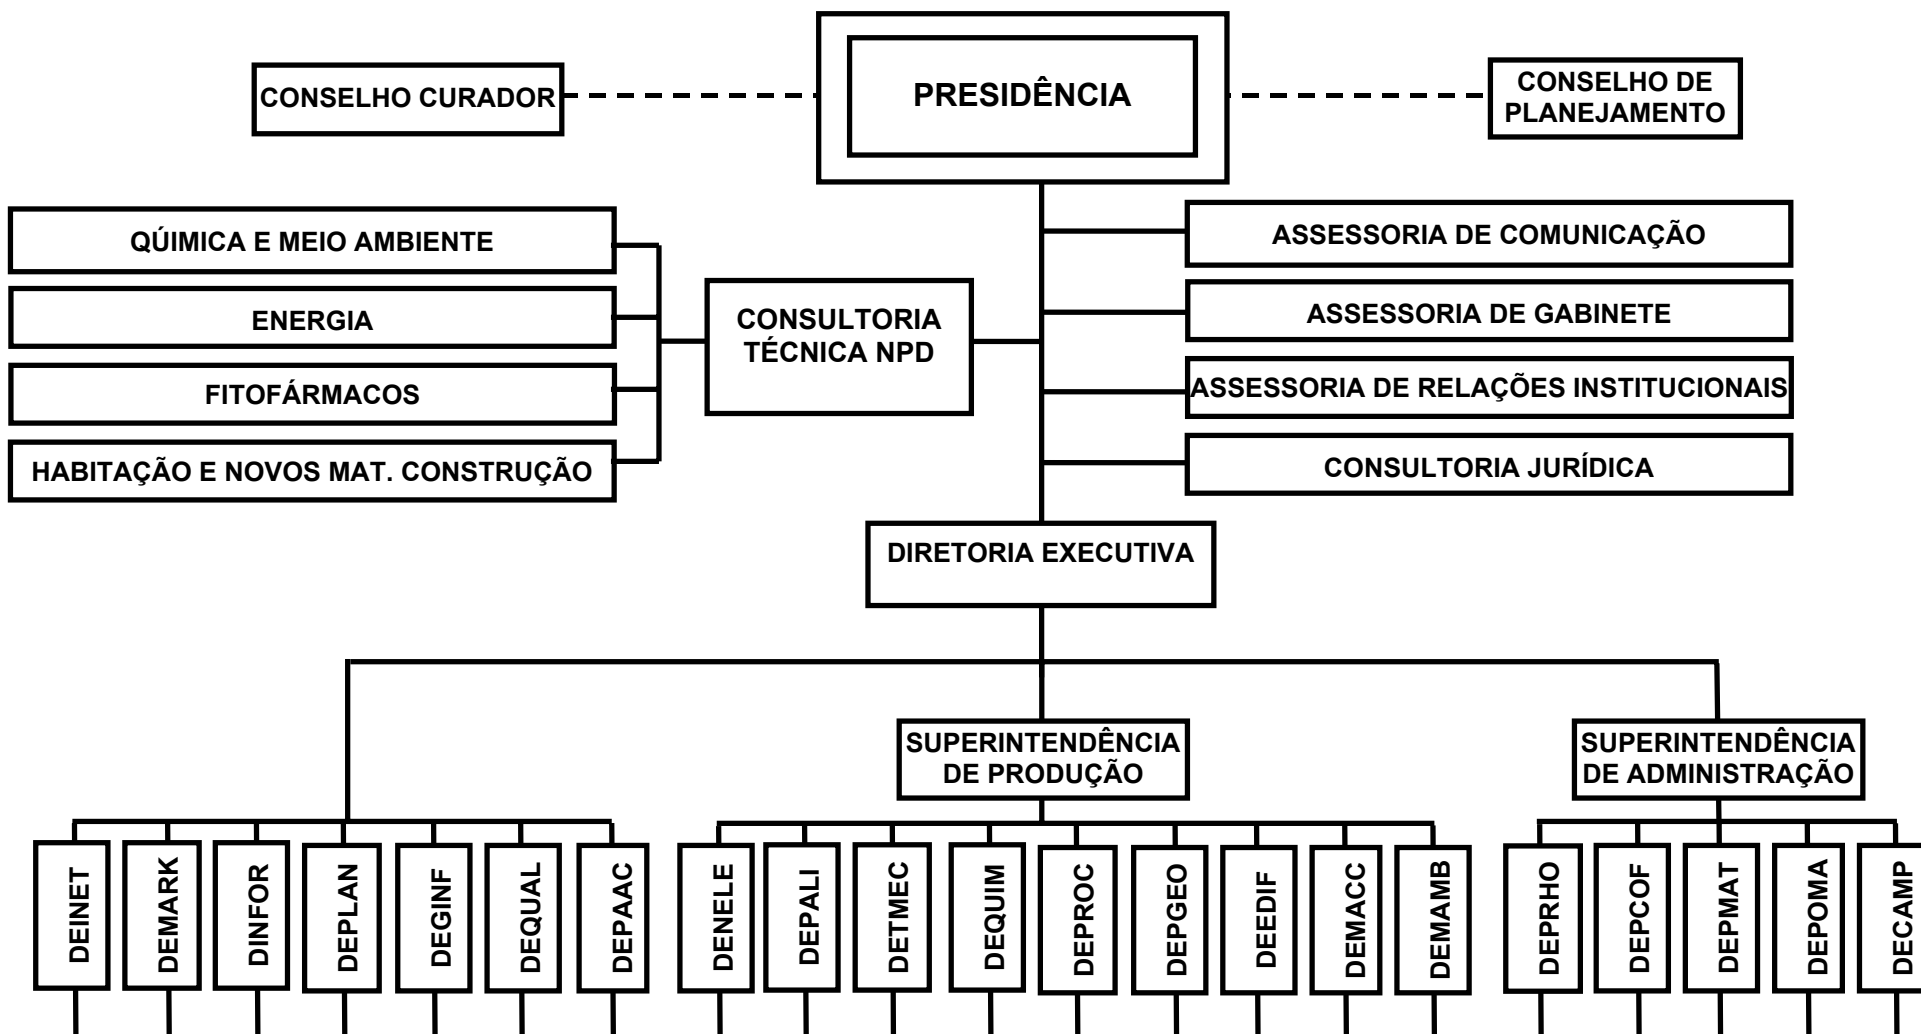 PRESIDÊNCIA
CONSELHO CURADOR
CONSELHO DE
PLANEJAMENTO
QÚIMICA E MEIO AMBIENTE
ENERGIA
FITOFÁRMACOS
HABITAÇÃO E NOVOS MAT. CONSTRUÇÃO
CONSULTORIA
TÉCNICA NPD
ASSESSORIA DE COMUNICAÇÃO
ASSESSORIA DE GABINETE
ASSESSORIA DE RELAÇÕES INSTITUCIONAIS
CONSULTORIA JURÍDICA
DIRETORIA EXECUTIVA
SUPERINTENDÊNCIA
DE PRODUÇÃO
SUPERINTENDÊNCIA
DE ADMINISTRAÇÃO
DEINET
DEMARK
DINFOR
DEPLAN
DEGINF
DEQUAL
DEPAAC
DENELE
DEPALI
DETMEC
DEQUIM
DEPROC
DEPGEO
DEEDIF
DEMACC
DEMAMB
DEPRHO
DEPCOF
DEPMAT
DEPOMA
DECAMP